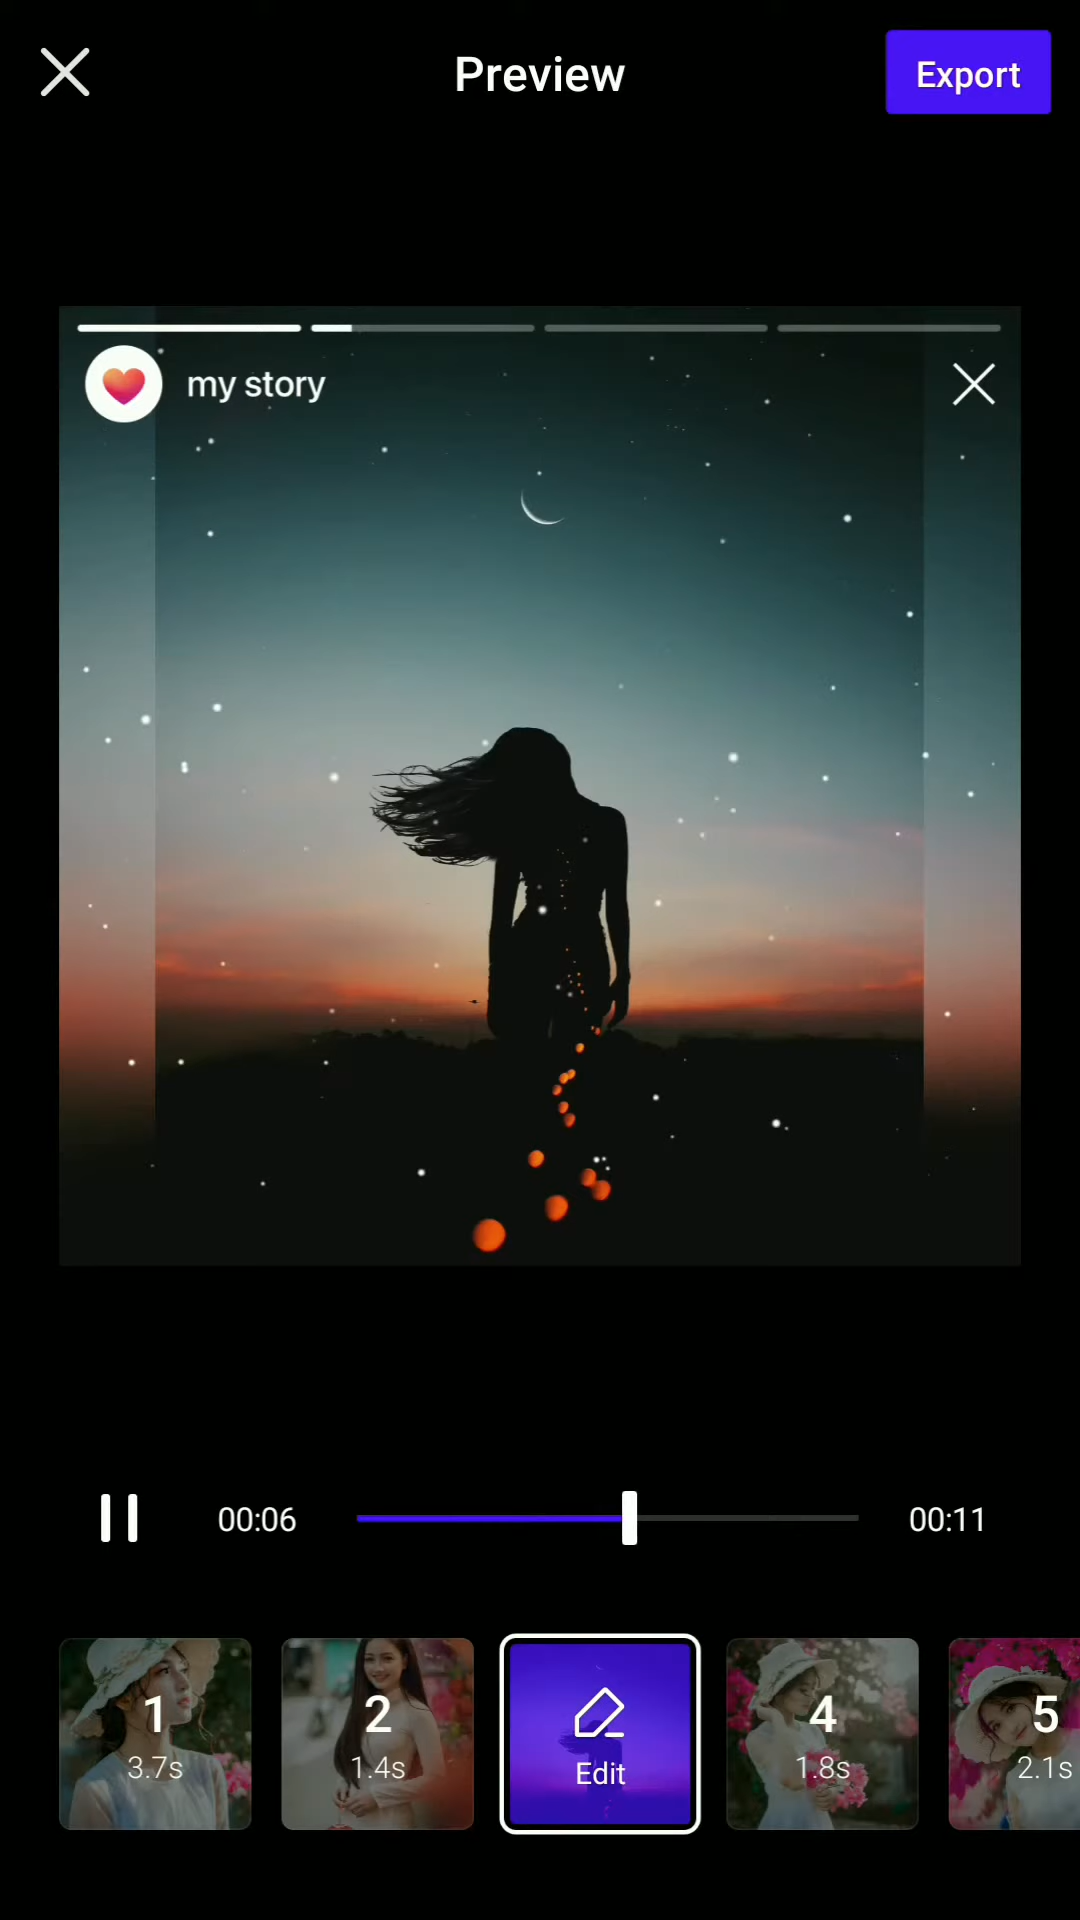 Preview
Export
my story
00:06
00:11
1
3.7s
2
1.4s
Edit
4
1.8s
5
2.1s